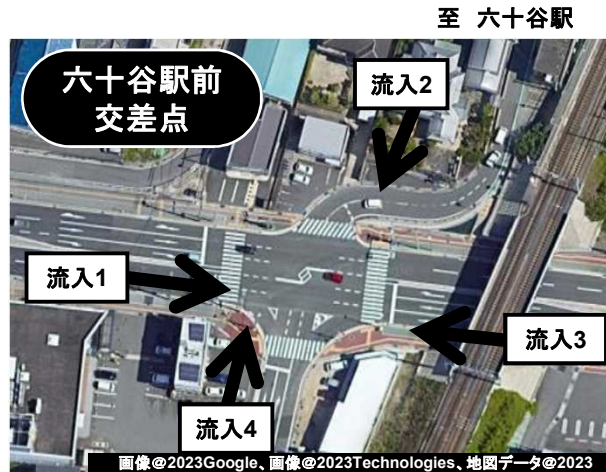 至 六十谷駅
六十谷駅前
交差点
流入2
流入1
流入3
流入4
画像@2023Google、画像@2023Technologies、地図データ@2023